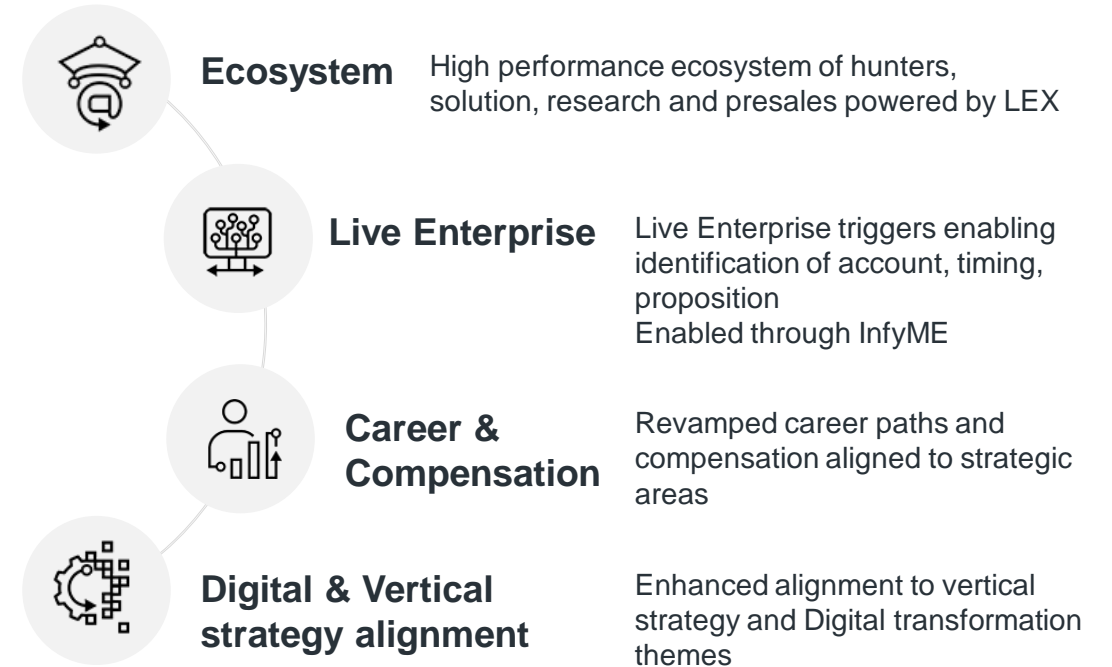 Ecosystem
High performance ecosystem of hunters,
solution, research and presales powered by LEX
Live Enterprise
Live Enterprise triggers enabling
identification of account, timing,
proposition
Enabled through InfyME
Career &
Compensation
Revamped career paths and
compensation aligned to strategic
areas
Digital & Vertical
strategy alignment
Enhanced alignment to vertical
strategy and Digital transformation
themes